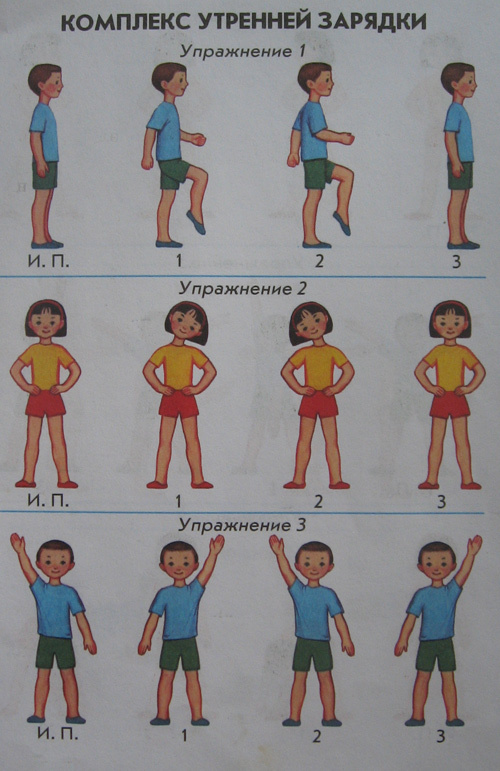 КОМПЛЕКС УТРЕННЕЙ ЗАРЯДКИ
Упражнение 1
И. П. 1 2 3
Упражнение 2
И. П. 1 2 3
Упражнение 3
И. П. 1 2 3